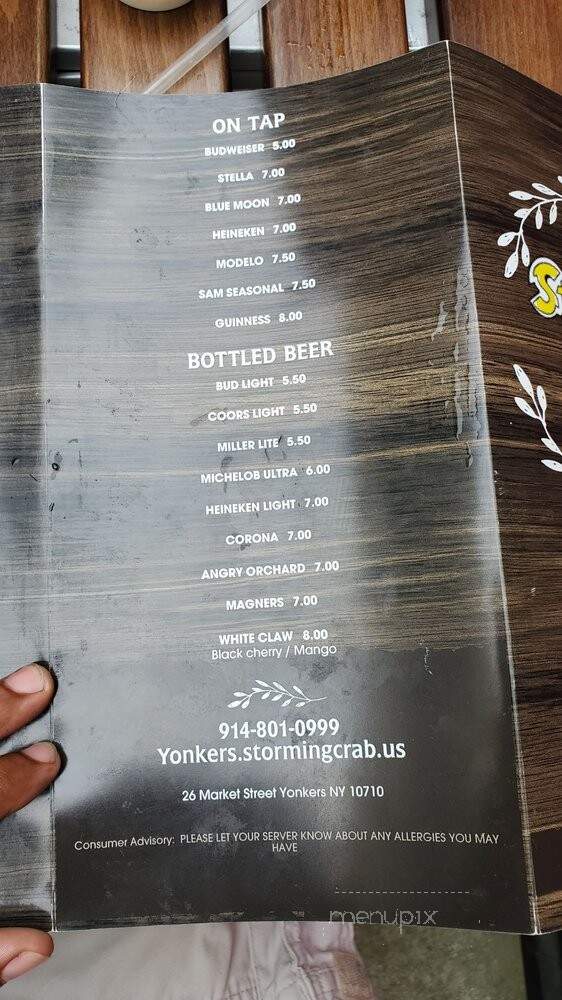 ON TAP
BUDWEISER 5.00
STELLA 7.00
BLUE MOON 7.00
HEINEKEN 7.00
MODELO 7.50
SAM SEASONAL 7.50
GUINNESS 8.00
BOTTLED BEER
BUD LIGHT 5.50
COORS LIGHT 5.50
MILLER LITE 5.50
MICHELOB ULTRA 6.00
HEINEKEN LIGHT 7.00
CORONA 7.00
ANGRY ORCHARD 7.00
MAGNERS 7.00
WHITE CLAW 8.00
Black cherry / Mango
914-801-0999
Yonkers.stormingcrab.us
26 Market Street Yonkers NY 10710
Consumer Advisory: PLEASE LET YOUR SERVER KNOW ABOUT ANY ALLERGIES YOU MAY
HAVE
menupix